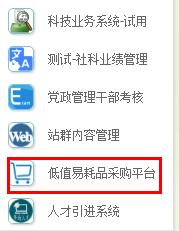 科技业务系统-试用
测试-社科业绩管理
党政管理干部考核
Web 站群内容管理
低值易耗品采购平台
人才引进系统